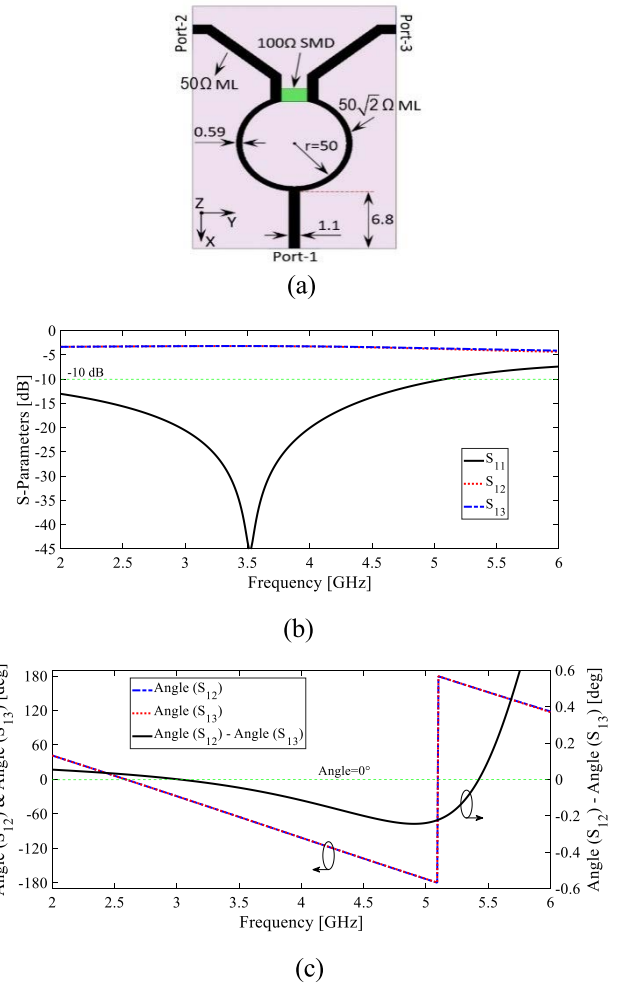 Port-2
Port-3
100Ω SMD
50Ω ML
50√2 Ω ML
0.59
r=50
Z
Y
X
1.1
6.8
Port-1
(a)
S-Parameters [dB]
0
-5
-10
-15
-20
-25
-30
-35
-40
-45
-10 dB
S11
S12
S13
2 2.5 3 3.5 4 4.5 5 5.5 6
Frequency [GHz]
(b)
Angle (S12) & Angle (S13) [deg]
180
120
60
0
-60
-120
-180
Angle (S12)
Angle (S13)
Angle (S12) - Angle (S13)
Angle=0°
0.6
0.4
0.2
0
-0.2
-0.4
-0.6
Angle (S12) - Angle (S13) [deg]
2 2.5 3 3.5 4 4.5 5 5.5 6
Frequency [GHz]
(c)